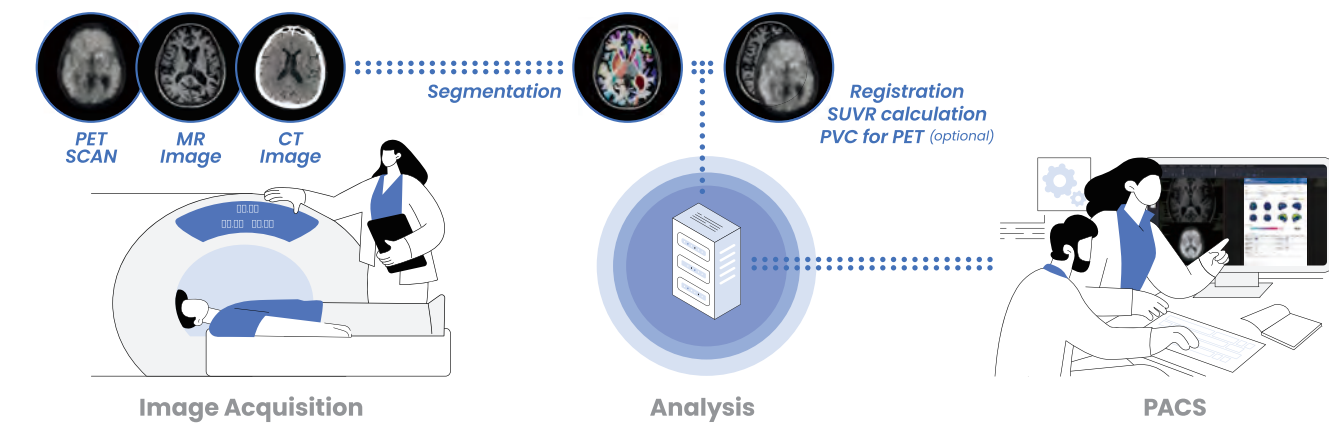 PET
SCAN
MR
Image
CT
Image
Segmentation
Registration
SUVR calculation
PVC for PET (optional)
Image Acquisition
Analysis
PACS